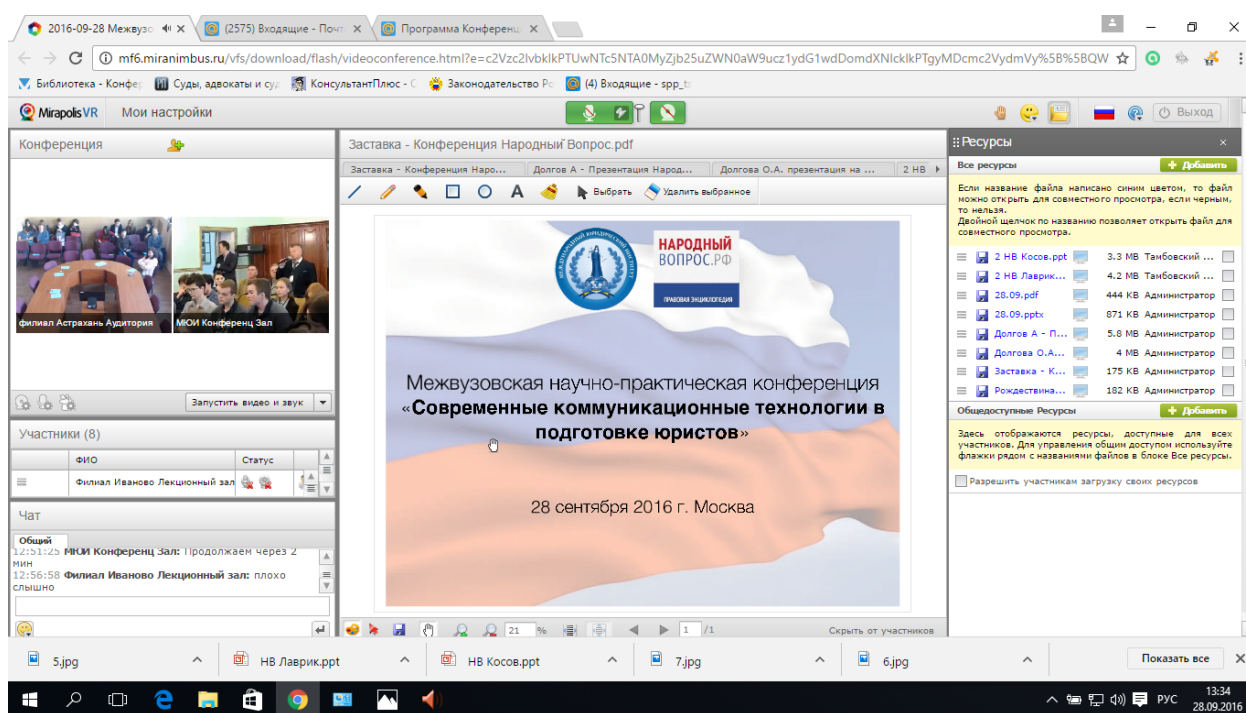 2016-09-28 Межвузс
(2575) Входящие - Почт
Программа Конференц
mf6.miranimbus.ru/vfs/download/flash/videoconference.html?e=
Библиотека - Конфе
Суды, адвокаты и су
КонсультантПлюс - С
Законодательство Р
(4) Входящие - spp_t
Mirapolis VR
Мои настройки
Выход
Конференция
филиал Астрахань Аудитория
МЮИ Конференц Зал
Запустить видео и звук
Участники (8)
ФИО Статус
Филиал Иваново Лекционный зал
Чат
Общий
12:51:25 МЮИ Конференц Зал: Продолжаем через 2
мин
12:56:58 Филиал Иваново Лекционный зал: плохо
слышно
Заставка - Конференция Народный Вопрос.pdf
Заставка - Конференция Наро...
Долгов А - Презентация Народ...
Долгова О.А. презентация на ...
2 НВ
A
Выбрать
Удалить выбранное
НАРОДНЫЙ
ВОПРОС.РФ
ПРАВОВАЯ ЭНЦИКЛОПЕДИЯ
Межвузовская научно-практическая конференция
«Современные коммуникационные технологии в
подготовке юристов»
28 сентября 2016 г. Москва
21 %
1 /1
Скрыть от участников
Ресурсы
Все ресурсы
Добавить
Если название файла написано синим цветом, то файл
можно открыть для совместного просмотра, если черным,
то нельзя.
Двойной щелчок по названию позволяет открыть файл для
совместного просмотра.
2 НВ Косов.ppt 3.3 MB Тамбовский ...
2 НВ Лаврик... 4.2 MB Тамбовский ...
28.09.pdf 444 KB Администратор
28.09.pptx 871 KB Администратор
Долгов А - П... 5.8 MB Администратор
Долгова О.А... 4 MB Администратор
Заставка - К... 175 KB Администратор
Рождествина... 182 KB Администратор
Общедоступные Ресурсы
Добавить
Здесь отображаются ресурсы, доступные для всех
участников. Для управления общим доступом используйте
флажки рядом с названиями файлов в блоке Все ресурсы.
Разрешить участникам загрузку своих ресурсов
5.jpg
НВ Лаврик.ppt
НВ Косов.ppt
7.jpg
6.jpg
Показать все
РУС
13:34
28.09.2016